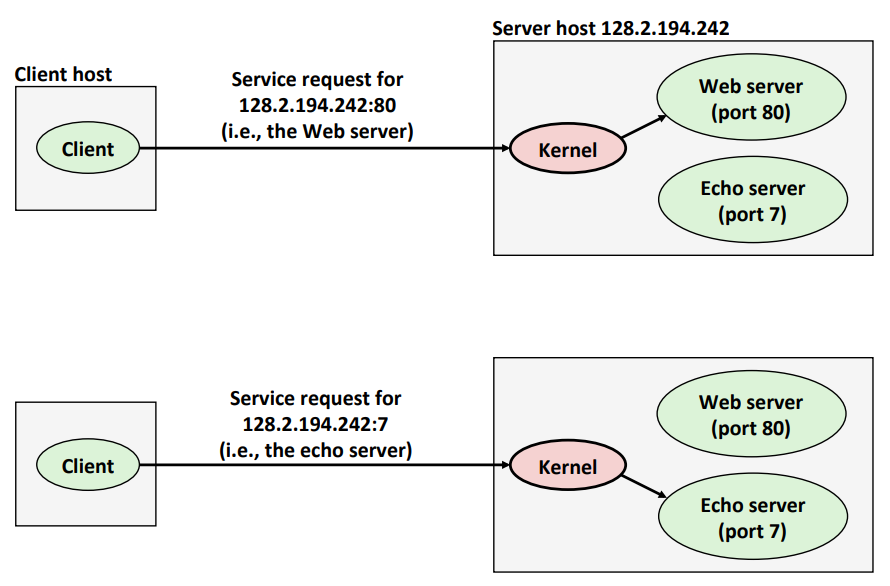 Server host 128.2.194.242
Client host
Service request for
128.2.194.242:80
(i.e., the Web server)
Client
Kernel
Web server
(port 80)
Echo server
(port 7)
Service request for
128.2.194.242:7
(i.e., the echo server)
Client
Kernel
Web server
(port 80)
Echo server
(port 7)